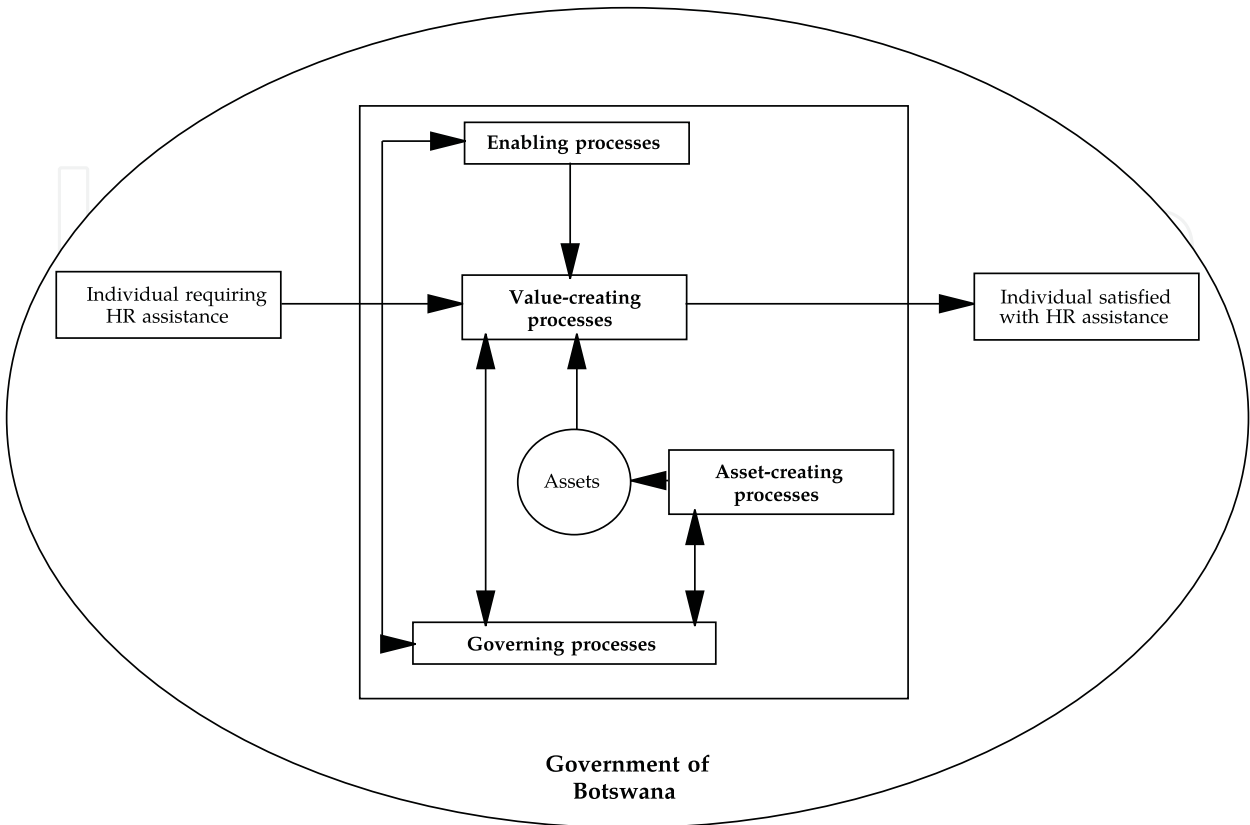 Enabling processes
Individual requiring
HR assistance
Value-creating
processes
Individual satisfied
with HR assistance
Assets
Asset-creating
processes
Governing processes
Government of
Botswana